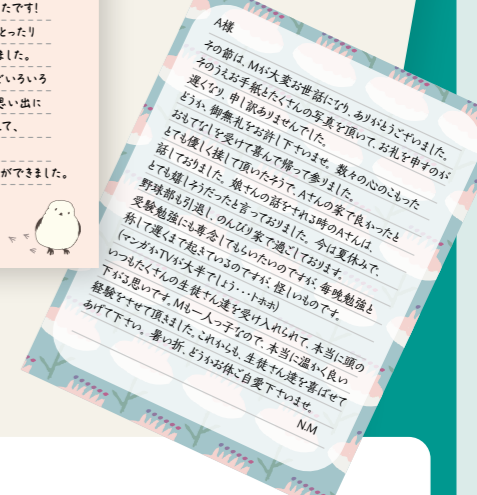 たです!
とったり
ました。
どいろいろ
思い出に
て、
ができました。
A様
その節は、Mが大変お世話になり、ありがとうございました。
そのうえお手紙とたくさんの写真を頂いて、お礼を申すのが
遅くなり、申し訳ありませんでした。
どうか、御無礼をお許し下さいませ。数々の心のこもった
おもてなしを受けて喜んで帰って参りました。
とても優しく接して頂いたそうで、Aさんの家で良かったと
話しておりました。娘さんの話をされる時のAさんは、
とても嬉しそうだったと言っておりました。今は夏休みで、
野球部も引退し、のんびり家で過ごしております。
受験勉強にも専念してもらいたいのですが、毎晩勉強と
称して遅くまで起きているのですが、怪しいものです。
(マンガかTVが大半でしょう・・・トホホ)
いつもたくさんの生徒さん達を受け入れられて、本当に頭の
下がる思いです。Mも一人っ子なので、本当に温かく良い
経験をさせて頂きました。これからも、生徒さん達を喜ばせて
あげて下さい。暑い折、どうかお体ご自愛下さいませ。
N.M